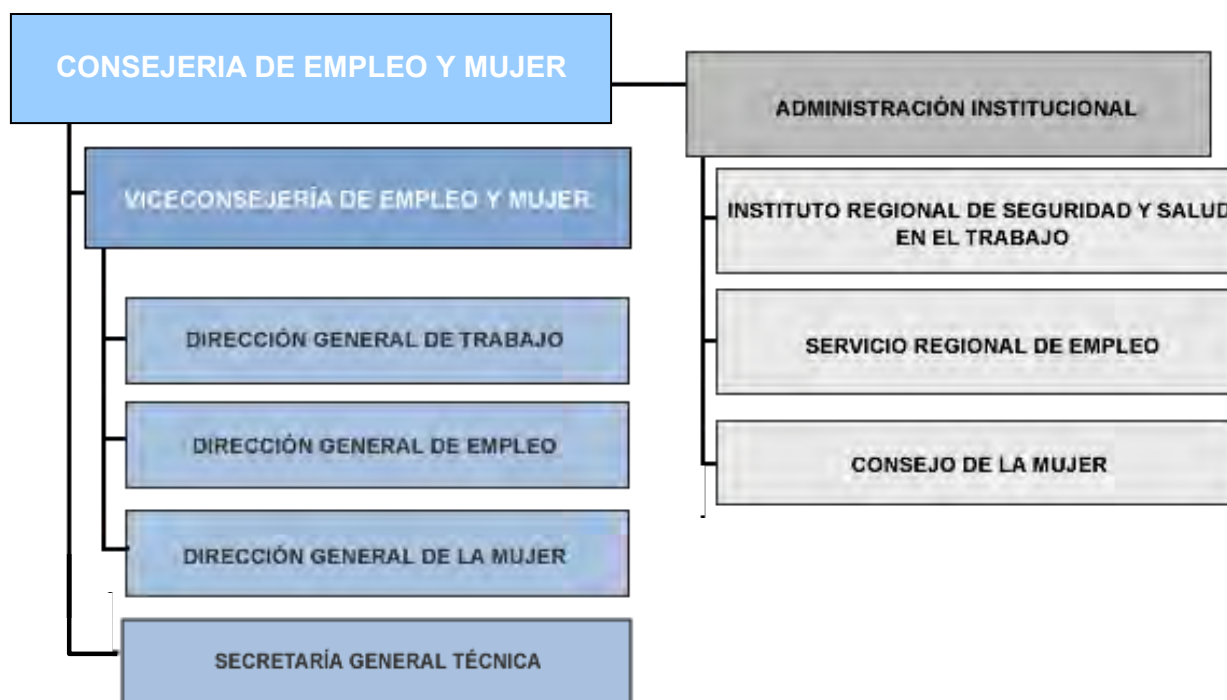 CONSEJERIA DE EMPLEO Y MUJER
VICECONSEJERÍA DE EMPLEO Y MUJER
DIRECCIÓN GENERAL DE TRABAJO
DIRECCIÓN GENERAL DE EMPLEO
DIRECCIÓN GENERAL DE LA MUJER
SECRETARÍA GENERAL TÉCNICA
ADMINISTRACIÓN INSTITUCIONAL
INSTITUTO REGIONAL DE SEGURIDAD Y SALUD
EN EL TRABAJO
SERVICIO REGIONAL DE EMPLEO
CONSEJO DE LA MUJER